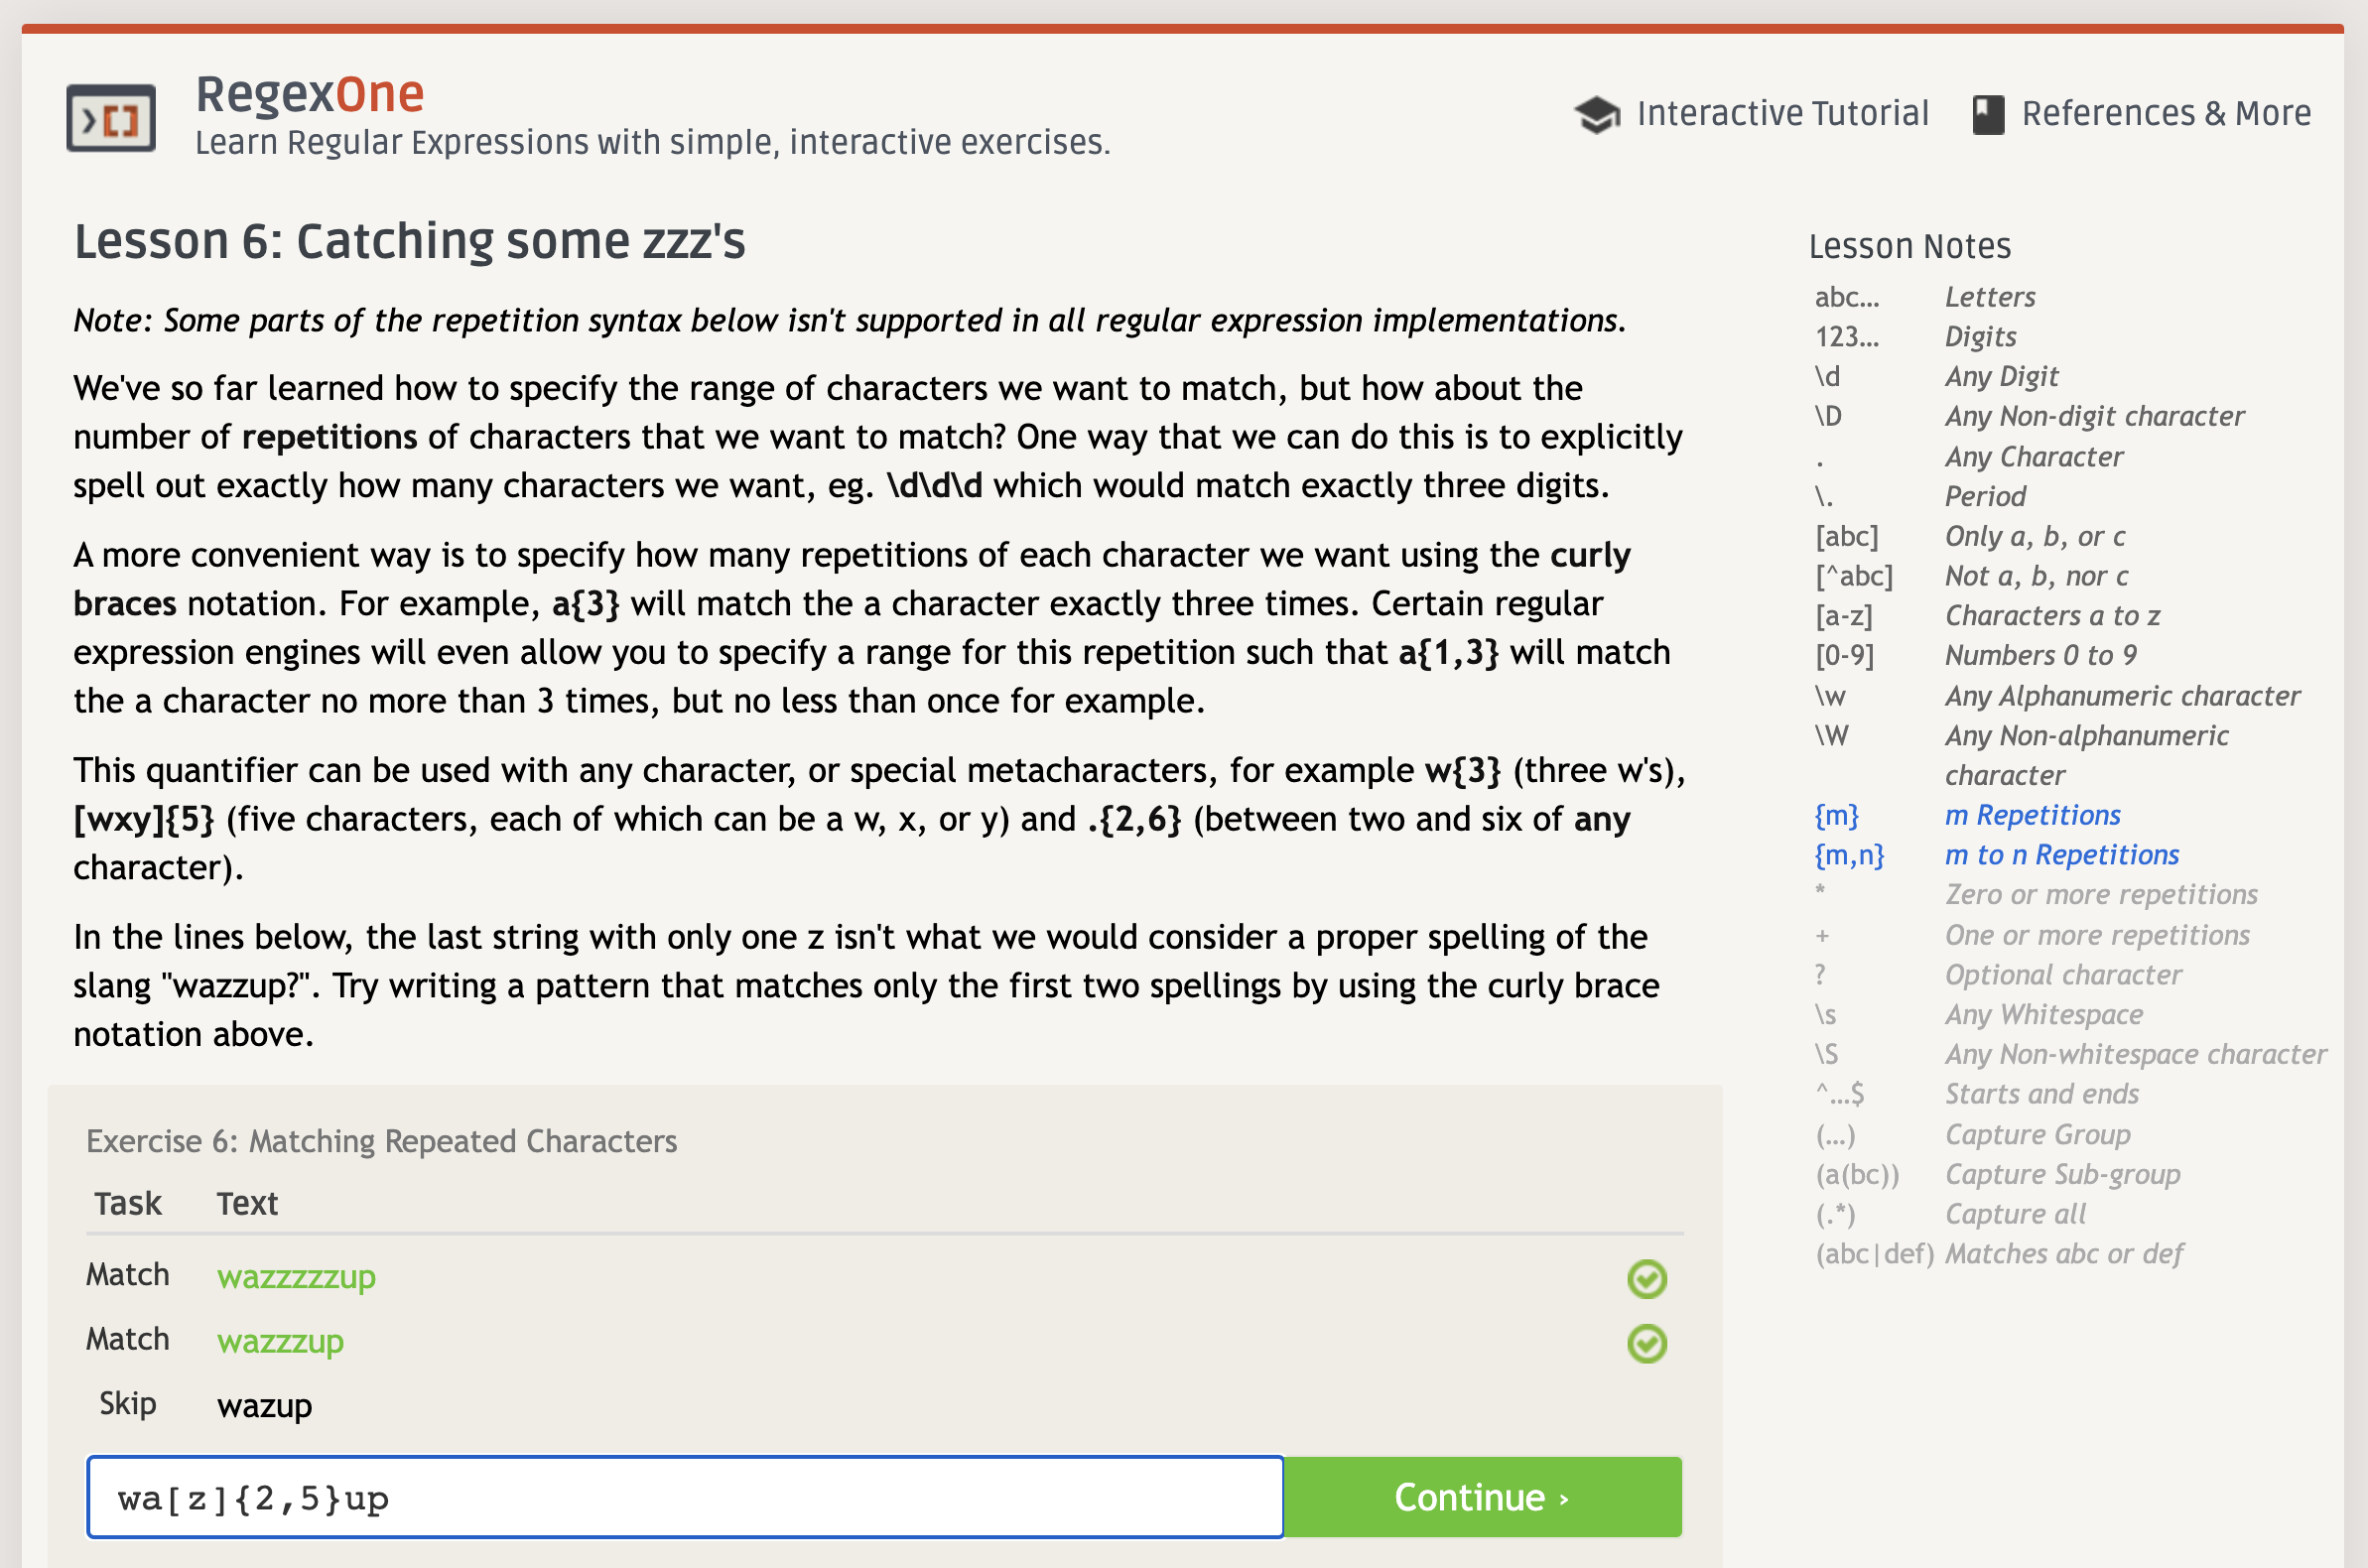 RegexOne
Learn Regular Expressions with simple, interactive exercises.
Interactive Tutorial
References & More
Lesson 6: Catching some zzz's
Note: Some parts of the repetition syntax below isn't supported in all regular expression implementations.
We've so far learned how to specify the range of characters we want to match, but how about the
number of repetitions of characters that we want to match? One way that we can do this is to explicitly
spell out exactly how many characters we want, eg. \d\d\d which would match exactly three digits.
A more convenient way is to specify how many repetitions of each character we want using the curly
braces notation. For example, a{3} will match the a character exactly three times. Certain regular
expression engines will even allow you to specify a range for this repetition such that a{1,3} will match
the a character no more than 3 times, but no less than once for example.
This quantifier can be used with any character, or special metacharacters, for example w{3} (three w's),
[wxy]{5} (five characters, each of which can be a w, x, or y) and .{2,6} (between two and six of any
character).
In the lines below, the last string with only one z isn't what we would consider a proper spelling of the
slang "wazzup?". Try writing a pattern that matches only the first two spellings by using the curly brace
notation above.
Exercise 6: Matching Repeated Characters
Task Text
Match wazzzzzup
Match wazzzup
Skip wazup
wa[z]{2,5}up
Continue ›
Lesson Notes
abc… Letters
123… Digits
\d Any Digit
\D Any Non-digit character
. Any Character
\. Period
[abc] Only a, b, or c
[^abc] Not a, b, nor c
[a-z] Characters a to z
[0-9] Numbers 0 to 9
\w Any Alphanumeric character
\W Any Non-alphanumeric
character
{m} m Repetitions
{m,n} m to n Repetitions
* Zero or more repetitions
+ One or more repetitions
? Optional character
\s Any Whitespace
\S Any Non-whitespace character
^…$ Starts and ends
(…) Capture Group
(a(bc)) Capture Sub-group
(.*) Capture all
(abc|def) Matches abc or def